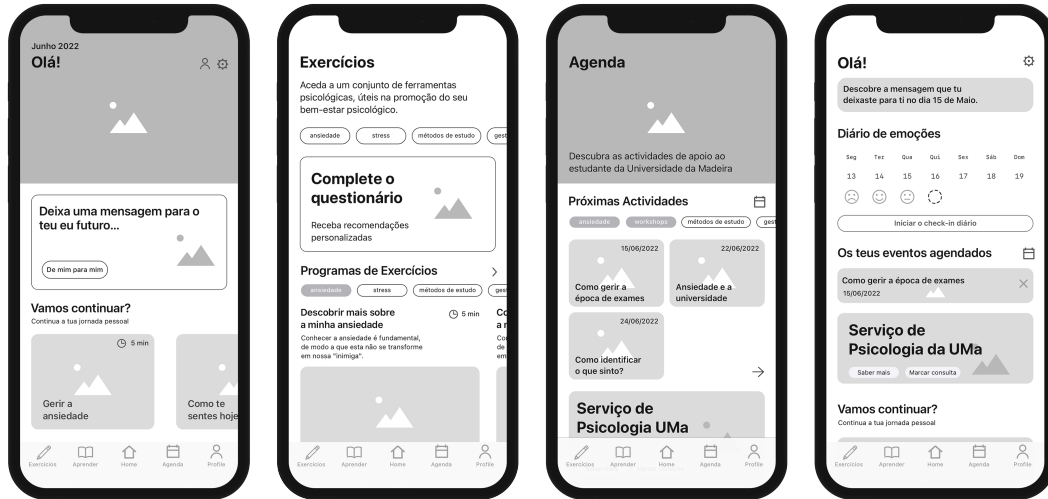 Junho 2022
Olá!
Deixa uma mensagem para o
teu eu futuro...
De mim para mim
Vamos continuar?
Continua a tua jornada pessoal
5 min
Gerir a
ansiedade
Como te
sentes hoje
Exercícios
Aprender
Home
Agenda
Profile
Exercícios
Aceda a um conjunto de ferramentas
psicológicas, úteis na promoção do seu
bem-estar psicológico.
ansiedade
stress
métodos de estudo
gest
Complete o
questionário
Receba recomendações
personalizadas
Programas de Exercícios
ansiedade
stress
métodos de estudo
ges
Descobrir mais sobre
a minha ansiedade
5 min
Conhecer a ansiedade é fundamental,
de modo a que esta não se transforme
em nossa "inimiga".
Co
a r
Con
de
em
Exercícios
Aprender
Home
Agenda
Profile
Agenda
Descubra as actividades de apoio ao
estudante da Universidade da Madeira
Próximas Actividades
ansiedade
workshops
métodos de estudo
gest
15/06/2022
Como gerir a
época de exames
22/06/2022
Ansiedade e a
universidade
24/06/2022
Como identificar
o que sinto?
Serviço de
Psicologia UMa
Exercícios
Aprender
Home
Agenda
Profile
Olá!
Descobre a mensagem que tu
deixaste para ti no dia 15 de Maio.
Diário de emoções
Seg Ter Qua Qui Sex Sáb Dom
13 14 15 16 17 18 19
Iniciar o check-in diário
Os teus eventos agendados
Como gerir a época de exames
15/06/2022
Serviço de
Psicologia da UMa
Saber mais
Marcar consulta
Vamos continuar?
Continua a tua jornada pessoal
Exercícios
Aprender
Home
Agenda
Profile